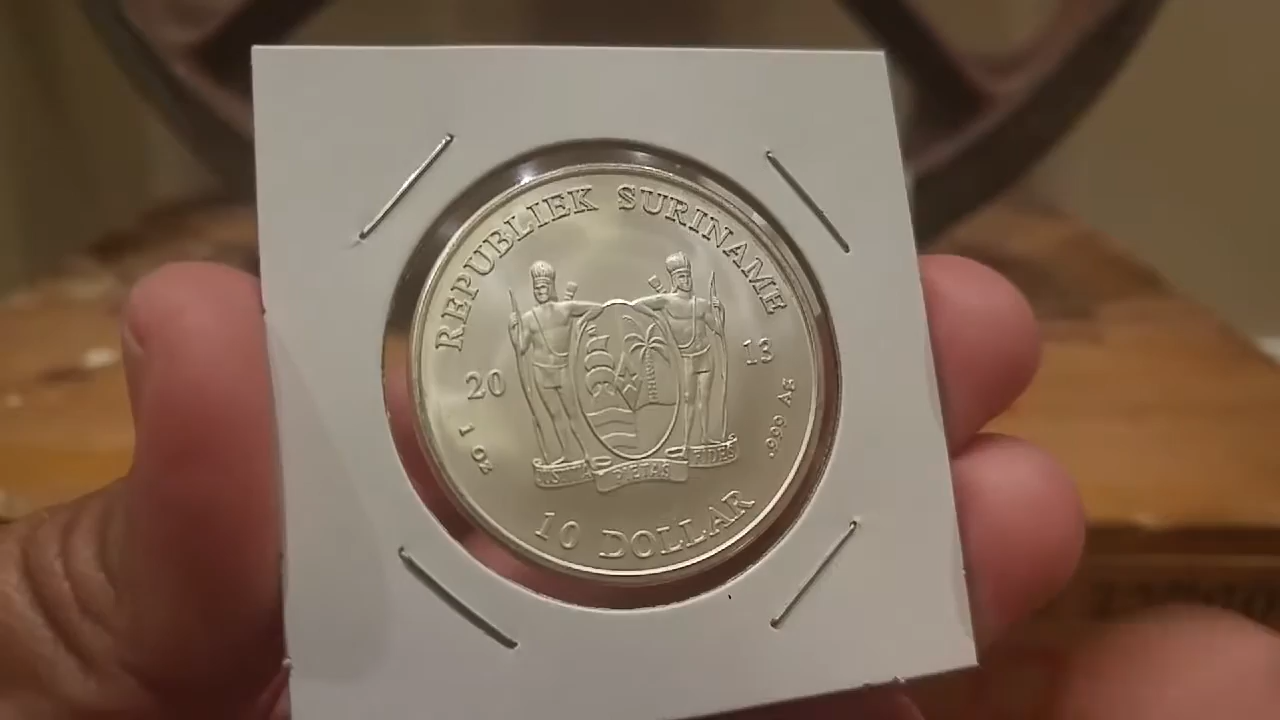 REPUBLIEK SURINAME
20 13
1 oz .999 Ag
JUSTITIA PIETAS FIDES
10 DOLLAR